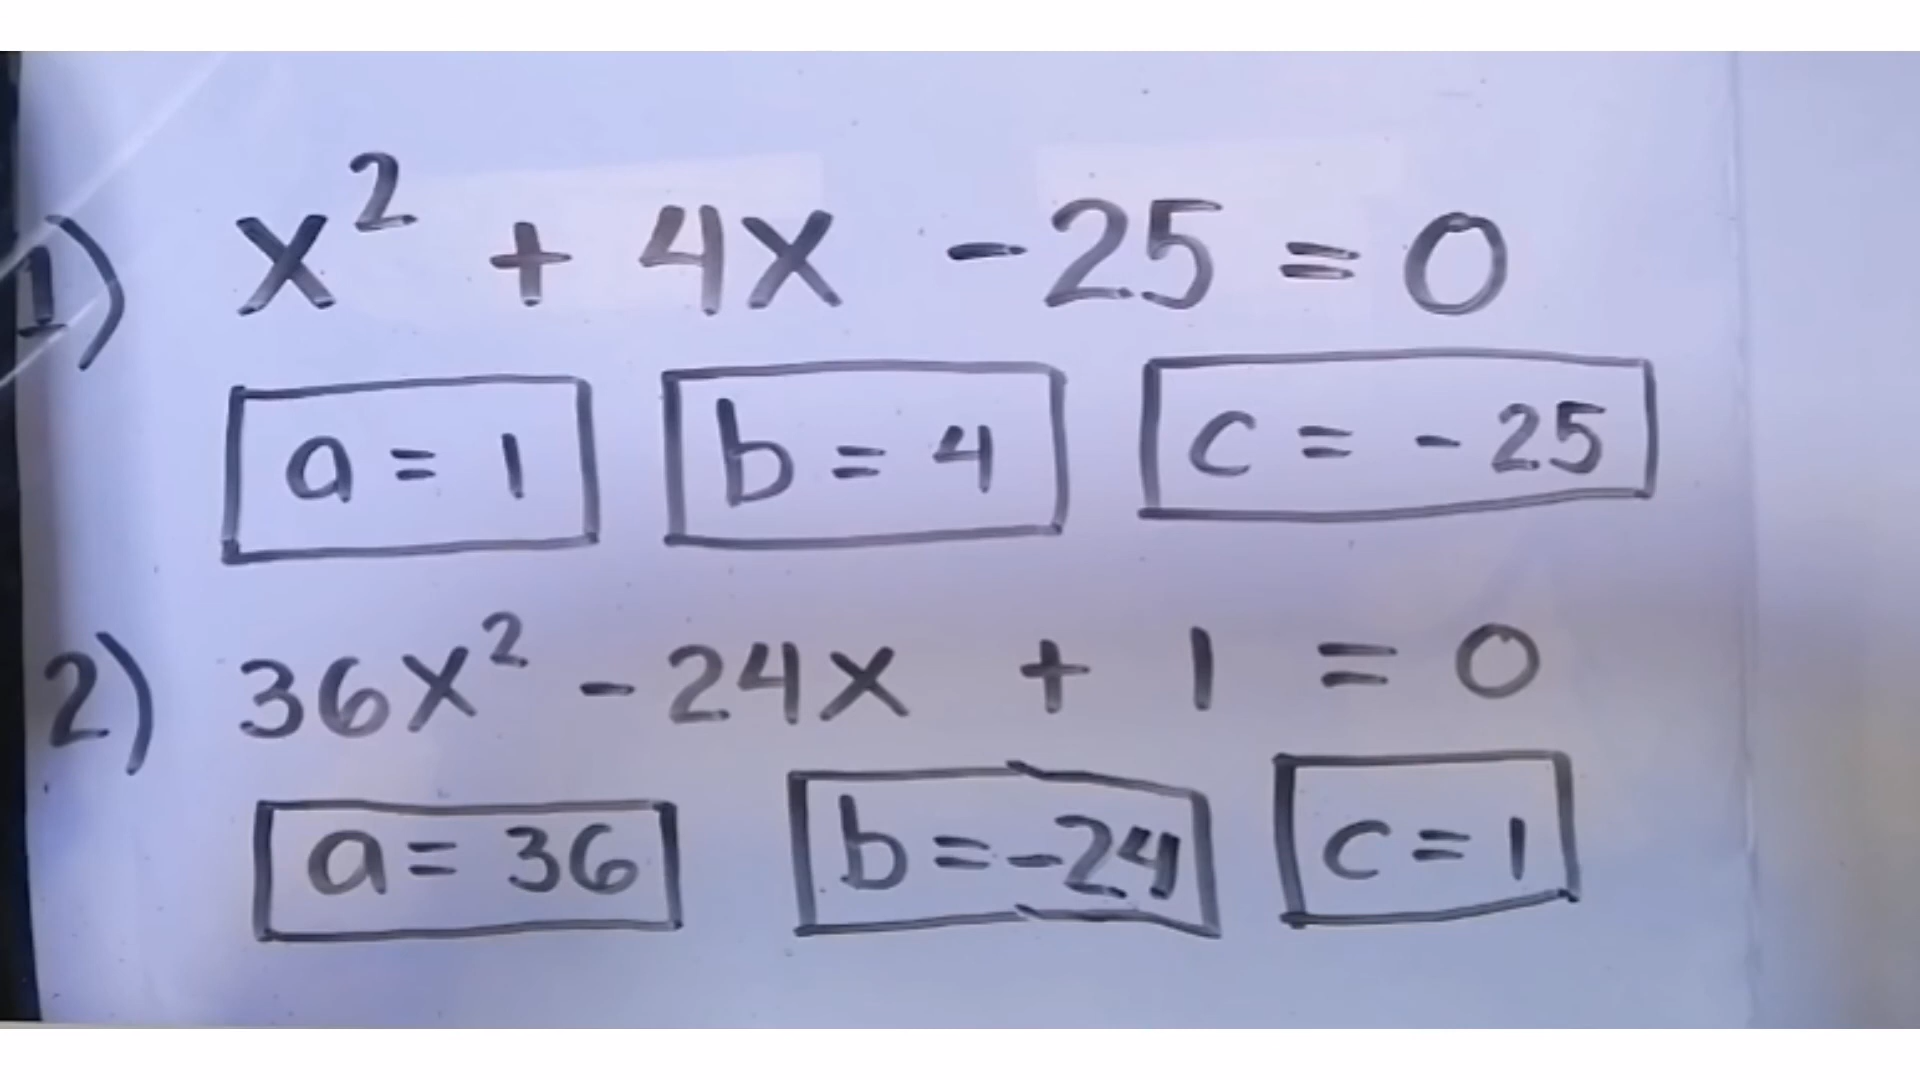 1) x² + 4x - 25 = 0
a = 1 b = 4 c = - 25
2) 36x² - 24x + 1 = 0
a = 36 b = -24 c = 1